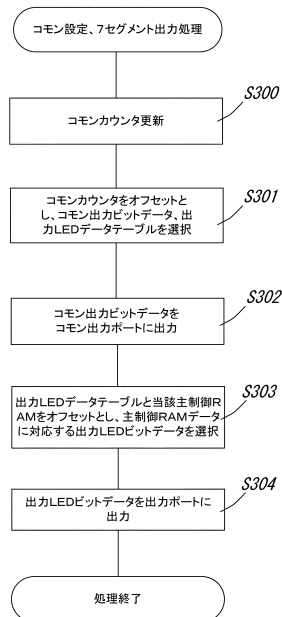 コモン設定、７セグメント出力処理
S300
コモンカウンタ更新
S301
コモンカウンタをオフセットと
し、コモン出力ビットデータ、出
力ＬＥＤデータテーブルを選択
S302
コモン出力ビットデータを
コモン出力ポートに出力
S303
出力ＬＥＤデータテーブルと当該主制御Ｒ
ＡＭをオフセットとし、主制御ＲＡＭデータ
に対応する出力ＬＥＤビットデータを選択
S304
出力ＬＥＤビットデータを出力ポートに
出力
処理終了